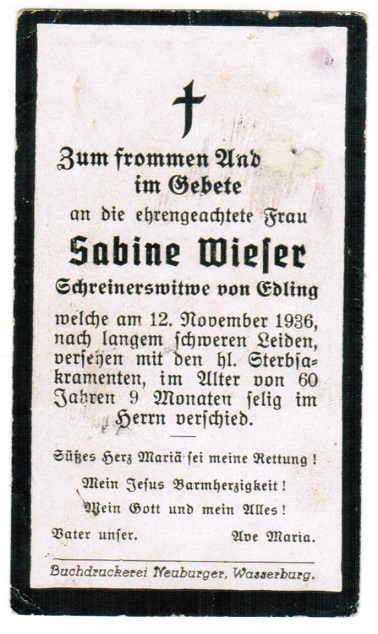 Zum frommen And
im Gebete
an die ehrengeachtete Frau
Sabine Wieser
Schreinerswitwe von Edling
welche am 12. November 1936,
nach langem schweren Leiden,
versehen mit den hl. Sterbsa-
kramenten, im Alter von 60
Jahren 9 Monaten selig im
Herrn verschied.
Süßes Herz Mariä sei meine Rettung!
Mein Jesus Barmherzigkeit!
Mein Gott und mein Alles!
Vater unser. Ave Maria.
Buchdruckerei Neuburger, Wasserburg.